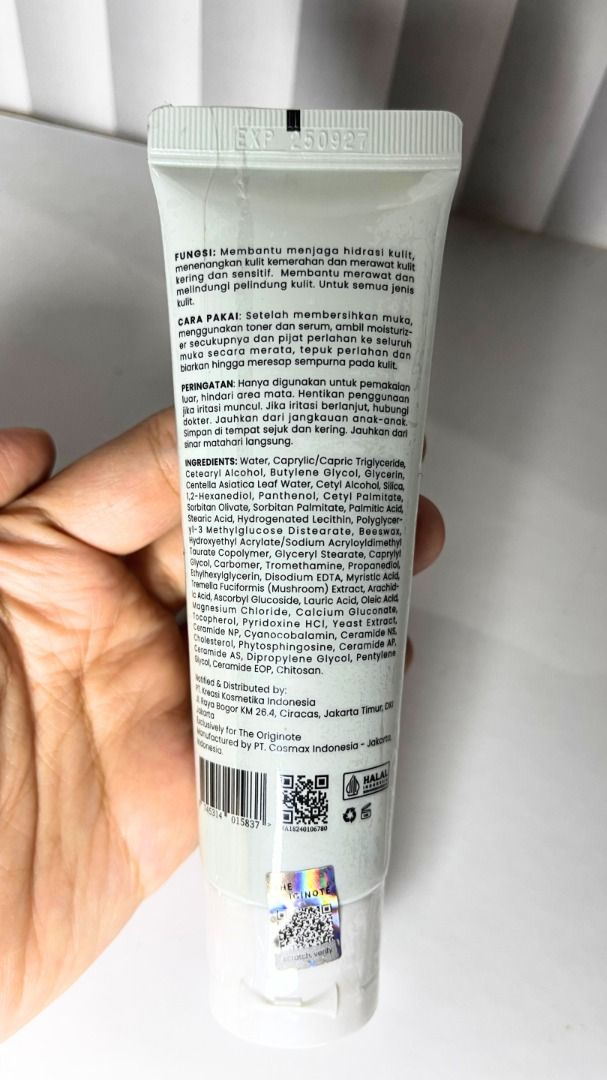 EXP 250927
FUNGSI: Membantu menjaga hidrasi kulit,
menenangkan kulit kemerahan dan merawat kulit
kering dan sensitif. Membantu merawat dan
melindungi pelindung kulit. Untuk semua jenis
kulit.
CARA PAKAI: Setelah membersihkan muka,
menggunakan toner dan serum, ambil moisturiz-
er secukupnya dan pijat perlahan ke seluruh
muka secara merata, tepuk perlahan dan
biarkan hingga meresap sempurna pada kulit.
PERINGATAN: Hanya digunakan untuk pemakaian
luar, hindari area mata. Hentikan penggunaan
jika iritasi muncul. Jika iritasi berlanjut, hubungi
dokter. Jauhkan dari jangkauan anak-anak.
Simpan di tempat sejuk dan kering. Jauhkan dari
sinar matahari langsung.
INGREDIENTS: Water, Caprylic/Capric Triglyceride,
Cetearyl Alcohol, Butylene Glycol, Glycerin,
Centella Asiatica Leaf Water, Cetyl Alcohol, Silica,
1,2-Hexanediol, Panthenol, Cetyl Palmitate,
Sorbitan Olivate, Sorbitan Palmitate, Palmitic Acid,
Stearic Acid, Hydrogenated Lecithin, Polyglycer-
yl-3 Methylglucose Distearate, Beeswax,
Hydroxyethyl Acrylate/Sodium Acryloyldimethyl
Taurate Copolymer, Glyceryl Stearate, Caprylyl
Glycol, Carbomer, Tromethamine, Propanediol,
Ethylhexylglycerin, Disodium EDTA, Myristic Acid,
Tremella Fuciformis (Mushroom) Extract, Arachid-
ic Acid, Ascorbyl Glucoside, Lauric Acid, Oleic Acid,
Magnesium Chloride, Calcium Gluconate,
Tocopherol, Pyridoxine HCl, Yeast Extract,
Ceramide NP, Cyanocobalamin, Ceramide NS,
Cholesterol, Phytosphingosine, Ceramide AP,
Ceramide AS, Dipropylene Glycol, Pentylene
Glycol, Ceramide EOP, Chitosan.
Notified & Distributed by:
PT. Kreasi Kosmetika Indonesia
Jl. Raya Bogor KM 26.4, Ciracas, Jakarta Timur, DKI
Jakarta
Exclusively for The Originote
Manufactured by PT. Cosmax Indonesia - Jakarta,
Indonesia.
HALAL
INDONESIA
015837
NA18240106780
THE
ORIGINOTE
scratch verify